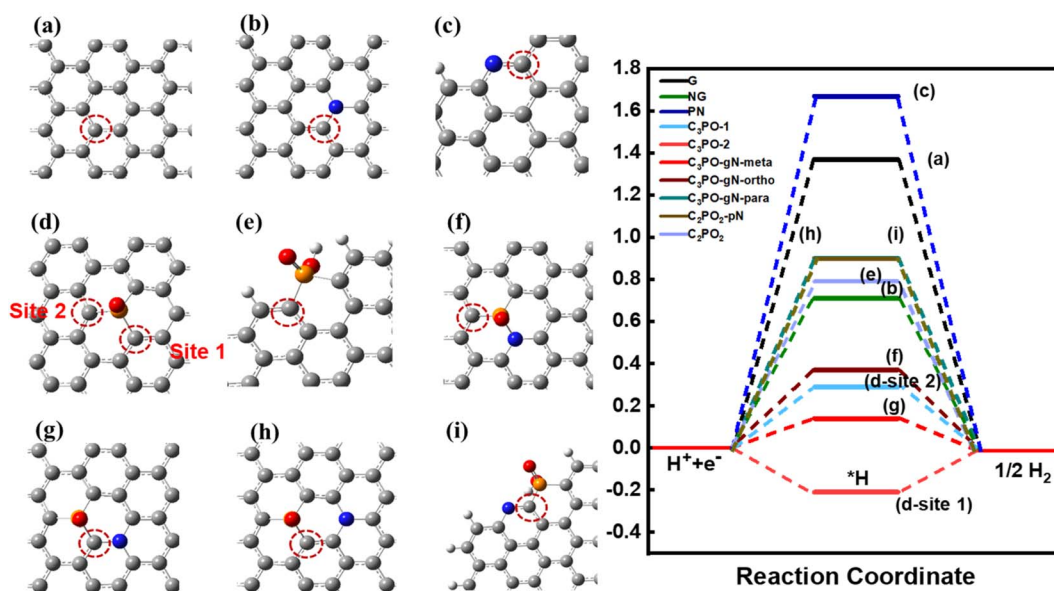 (a)
(b)
(c)
(d)
Site 2
Site 1
(e)
(f)
(g)
(h)
(i)
1.8
1.6
1.4
1.2
1.0
0.8
0.6
0.4
0.2
0.0
-0.2
-0.4
G
NG
PN
C₃PO-1
C₃PO-2
C₃PO-gN-meta
C₃PO-gN-ortho
C₃PO-gN-para
C₂PO₂-pN
C₂PO₂
(c)
(a)
(h)
(i)
(e)
(b)
(f)
(d-site 2)
(g)
H⁺+e⁻
*H
1/2 H₂
(d-site 1)
Reaction Coordinate